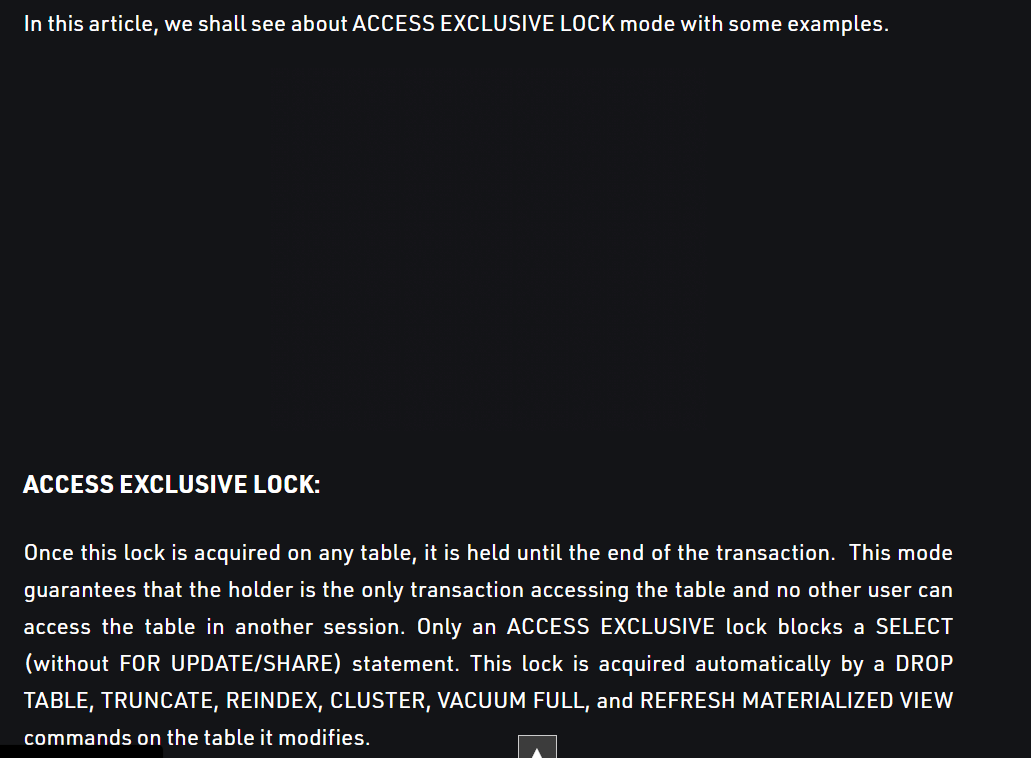 In this article, we shall see about ACCESS EXCLUSIVE LOCK mode with some examples.
ACCESS EXCLUSIVE LOCK:
Once this lock is acquired on any table, it is held until the end of the transaction.  This mode
guarantees that the holder is the only transaction accessing the table and no other user can
access the table in another session. Only an ACCESS EXCLUSIVE lock blocks a SELECT
(without FOR UPDATE/SHARE) statement. This lock is acquired automatically by a DROP
TABLE, TRUNCATE, REINDEX, CLUSTER, VACUUM FULL, and REFRESH MATERIALIZED VIEW
commands on the table it modifies.